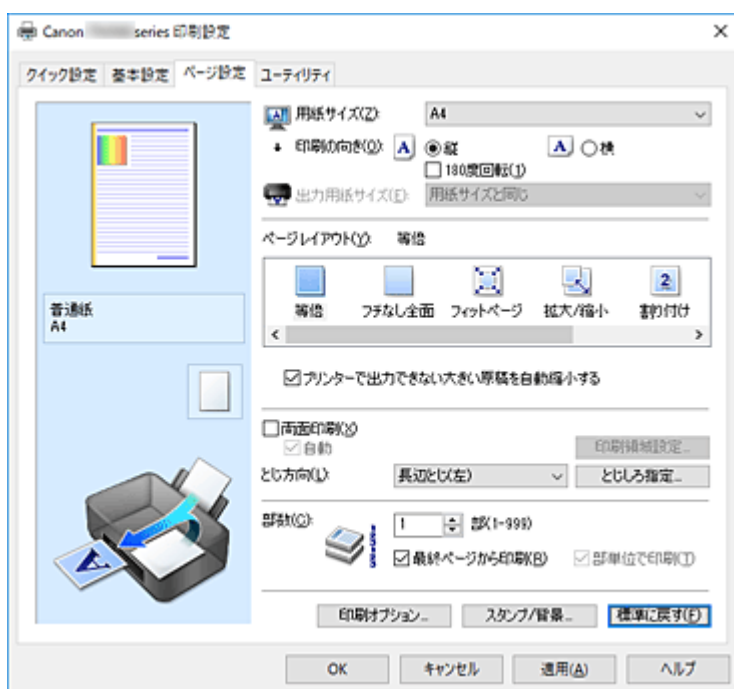 Canon series 印刷設定
クイック設定 基本設定 ページ設定 ユーティリティ
用紙サイズ(Z): A4
印刷の向き(O): A 縦 A 横
180度回転(J)
出力用紙サイズ(E): 用紙サイズと同じ
ページレイアウト(Y): 等倍
2
等倍 フチなし全面 フィットページ 拡大/縮小 割り付け
普通紙
A4
プリンターで出力できない大きい原稿を自動縮小する
両面印刷(X)
自動
印刷領域設定...
とじ方向(L): 長辺とじ(左) とじしろ指定...
部数(C): 1 部(1-999)
最終ページから印刷(R) 部単位で印刷(T)
印刷オプション... スタンプ/背景... 標準に戻す(F)
OK キャンセル 適用(A) ヘルプ